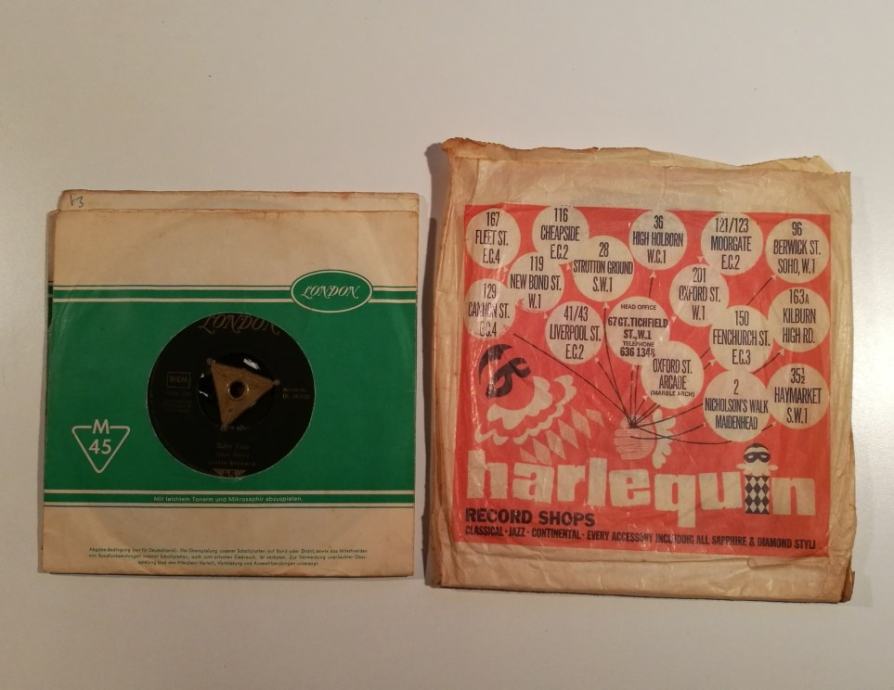 13
LONDON
LONDON
M
45
45
Mit leichtem Tonarm und Mikrosaphir abzuspielen.
167
FLEET ST.
E.C.4
116
CHEAPSIDE
E.C.2
36
HIGH HOLBORN
W.C.1
121/123
MOORGATE
E.C.2
96
BERWICK ST.
SOHO, W.1
119
NEW BOND ST.
W.1
28
STRUTTON GROUND
S.W.1
201
OXFORD ST.
W.1
129
CANNON ST.
E.C.4
41/43
LIVERPOOL ST.
E.C.2
HEAD OFFICE
67 GT. TICHFIELD
ST., W.1
TELEPHONE
636 1348
150
FENCHURCH ST.
E.C.3
163A
KILBURN
HIGH RD.
OXFORD ST.
ARCADE
(MARBLE ARCH)
2
NICHOLSON'S WALK
MAIDENHEAD
35½
HAYMARKET
S.W.1
harlequin
RECORD SHOPS
CLASSICAL · JAZZ · CONTINENTAL · EVERY ACCESSORY INCLUDING ALL SAPPHIRE & DIAMOND STYLI